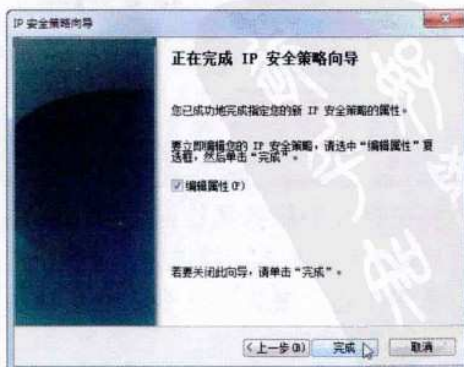 IP 安全策略向导
正在完成 IP 安全策略向导
您已成功地完成指定您的新 IP 安全策略的属性。
要立即编辑您的 IP 安全策略，请选中“编辑属性”复
选框，然后单击“完成”。
编辑属性(P)
若要关闭此向导，请单击“完成”。
<上一步(B) 完成 取消